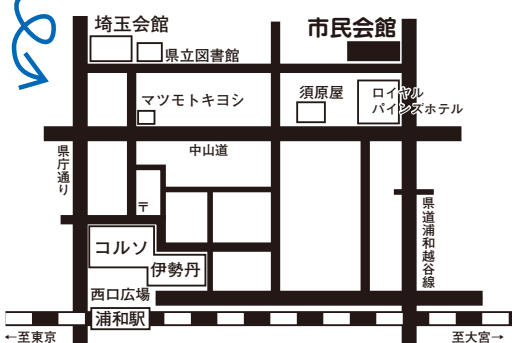 埼玉会館
市民会館
県立図書館
マツモトキヨシ
須原屋
ロイヤル
パインズホテル
県庁通り
中山道
〒
県道浦和越谷線
コルソ
伊勢丹
西口広場
浦和駅
←至東京
至大宮→